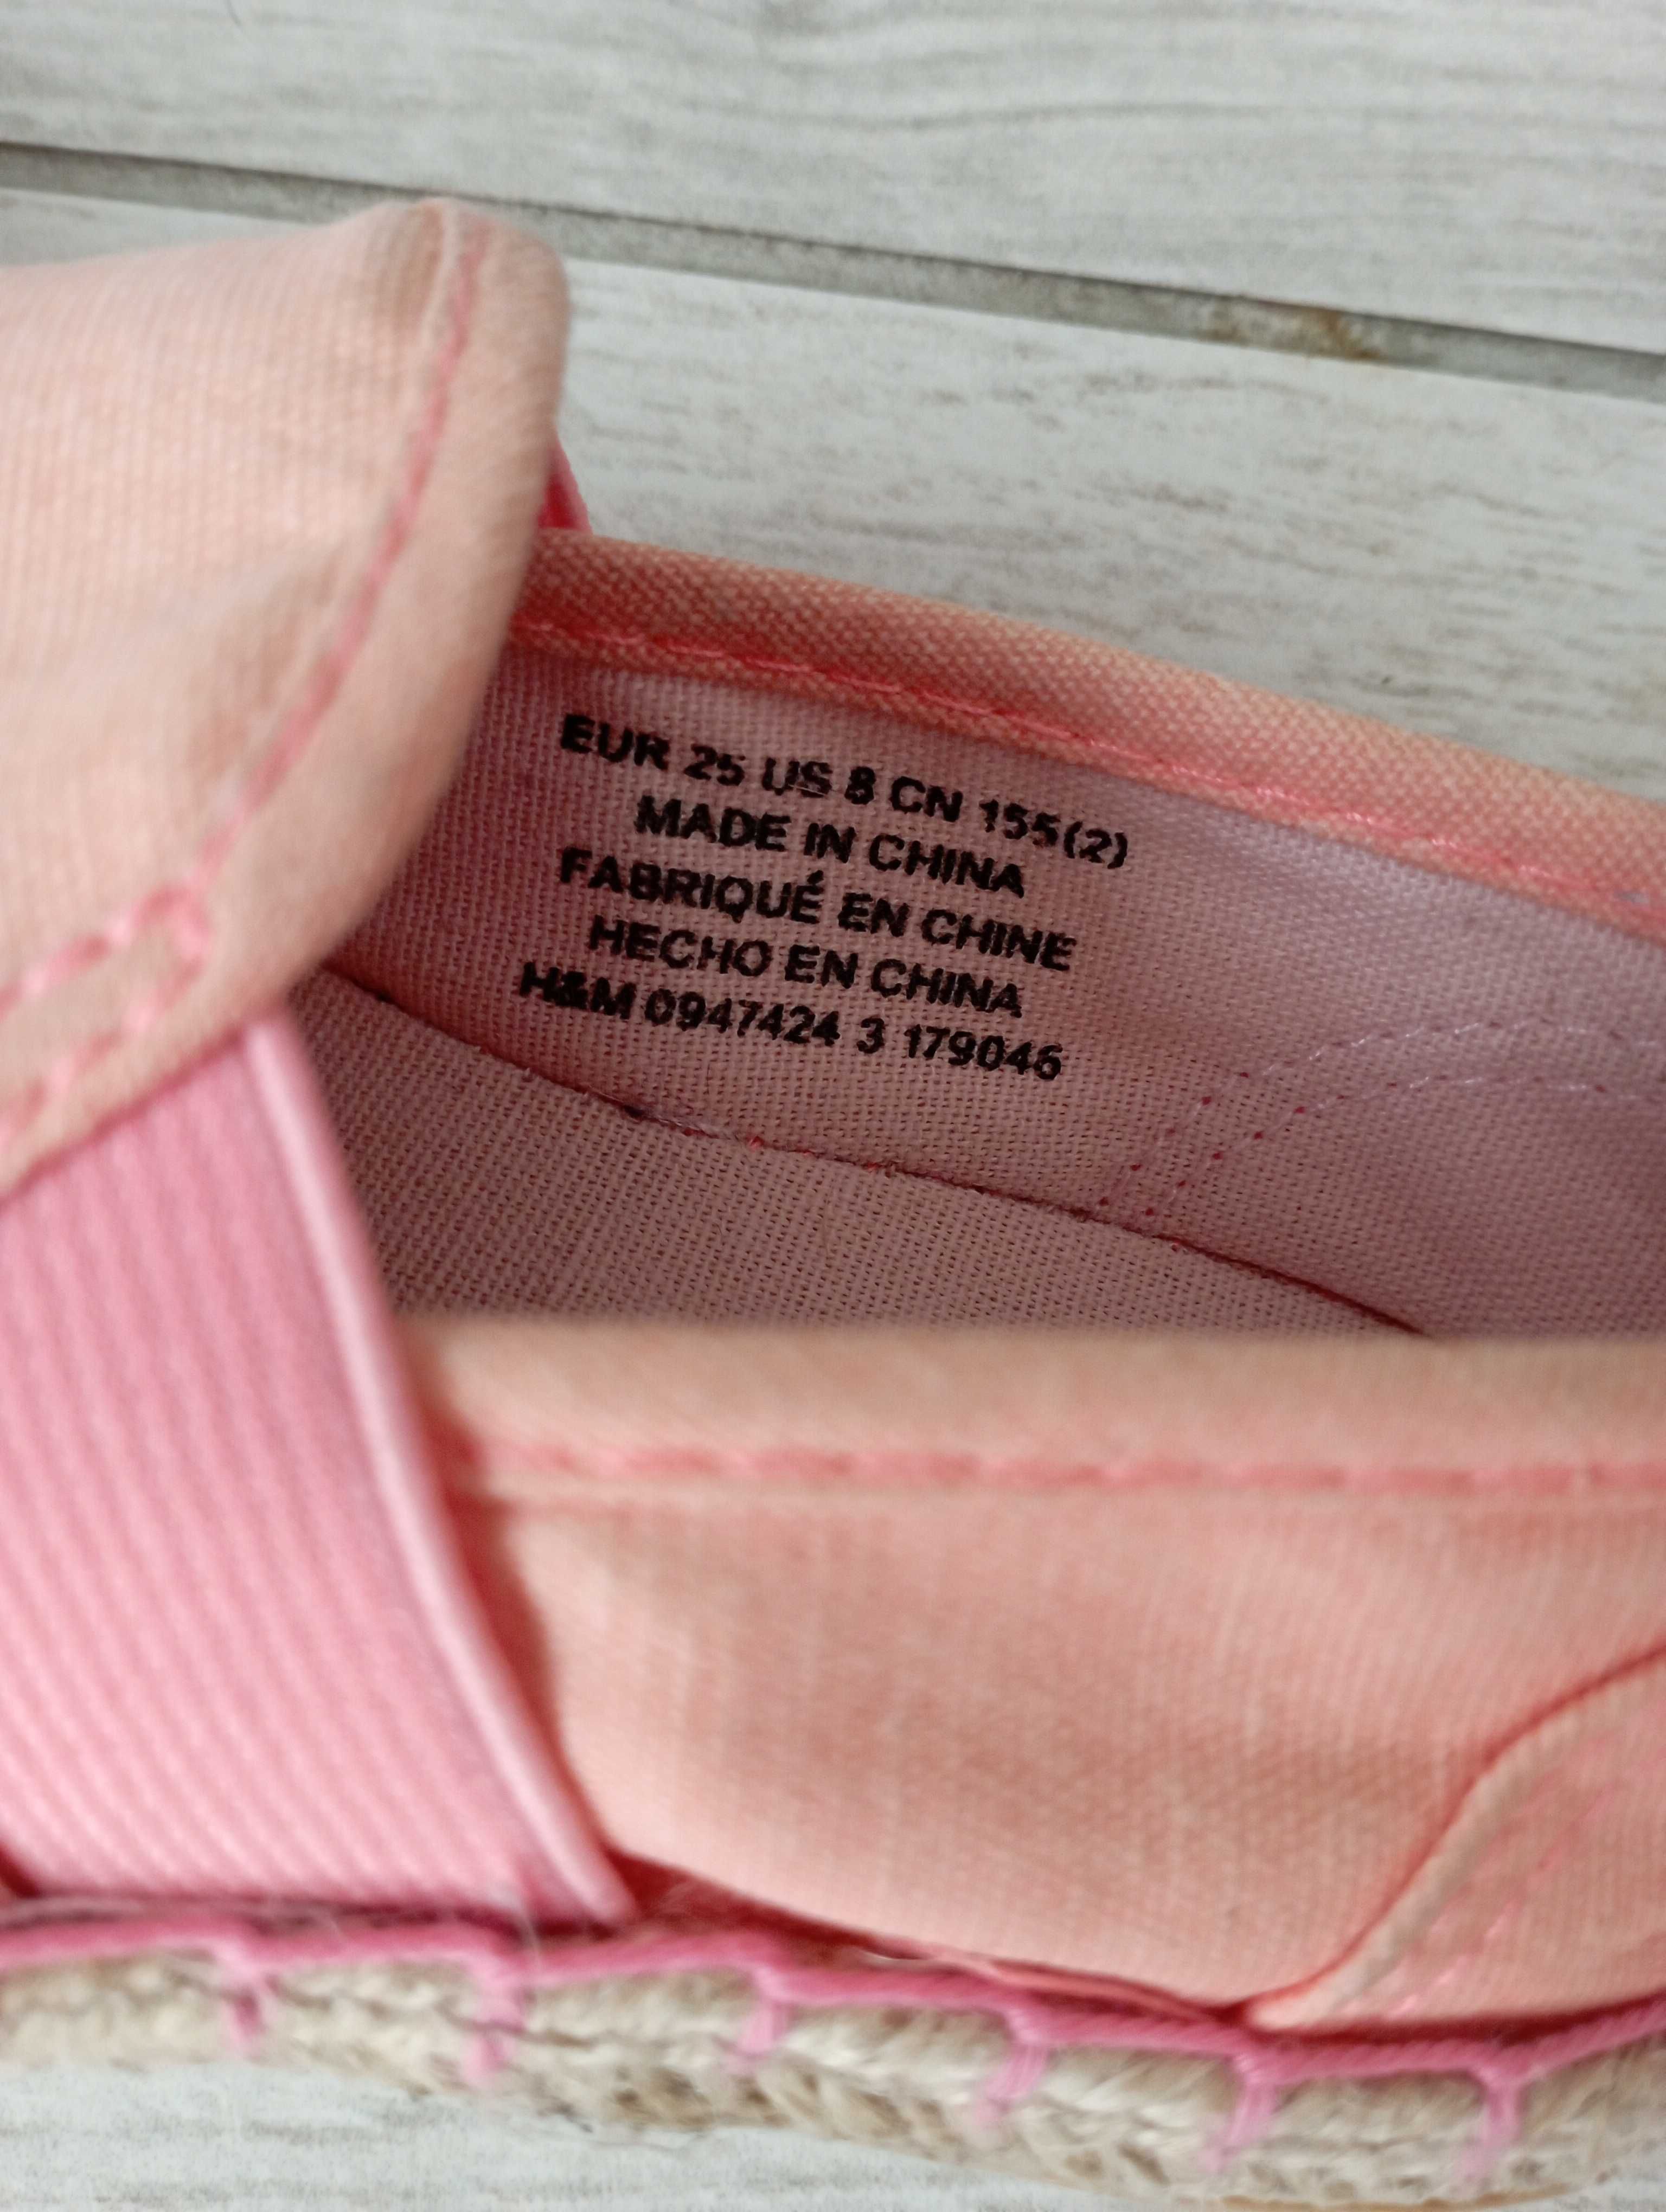 EUR 25 US 8 CN 155(2)
MADE IN CHINA
FABRIQUÉ EN CHINE
HECHO EN CHINA
H&M 0947424 3 179046